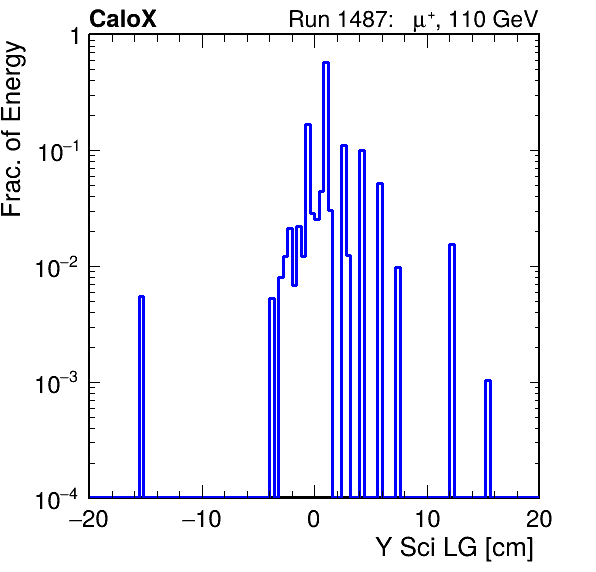 CaloX Run 1487: μ⁺, 110 GeV
Frac. of Energy
1
10⁻¹
10⁻²
10⁻³
10⁻⁴
−20 −10 0 10 20
Y Sci LG [cm]